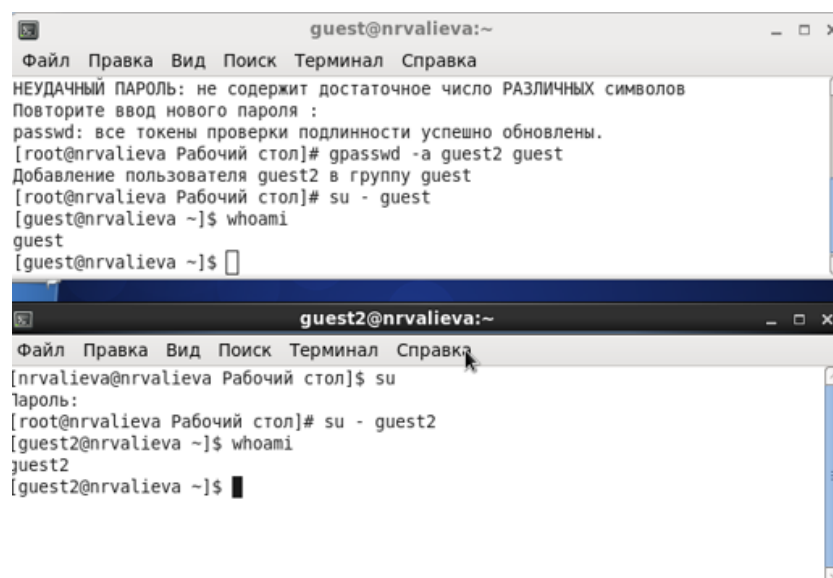 guest@nrvalieva:~
Файл Правка Вид Поиск Терминал Справка
НЕУДАЧНЫЙ ПАРОЛЬ: не содержит достаточное число РАЗЛИЧНЫХ символов
Повторите ввод нового пароля :
passwd: все токены проверки подлинности успешно обновлены.
[root@nrvalieva Рабочий стол]# gpasswd -a guest2 guest
Добавление пользователя guest2 в группу guest
[root@nrvalieva Рабочий стол]# su - guest
[guest@nrvalieva ~]$ whoami
guest
[guest@nrvalieva ~]$
guest2@nrvalieva:~
Файл Правка Вид Поиск Терминал Справка
[nrvalieva@nrvalieva Рабочий стол]$ su
Пароль:
[root@nrvalieva Рабочий стол]# su - guest2
[guest2@nrvalieva ~]$ whoami
guest2
[guest2@nrvalieva ~]$